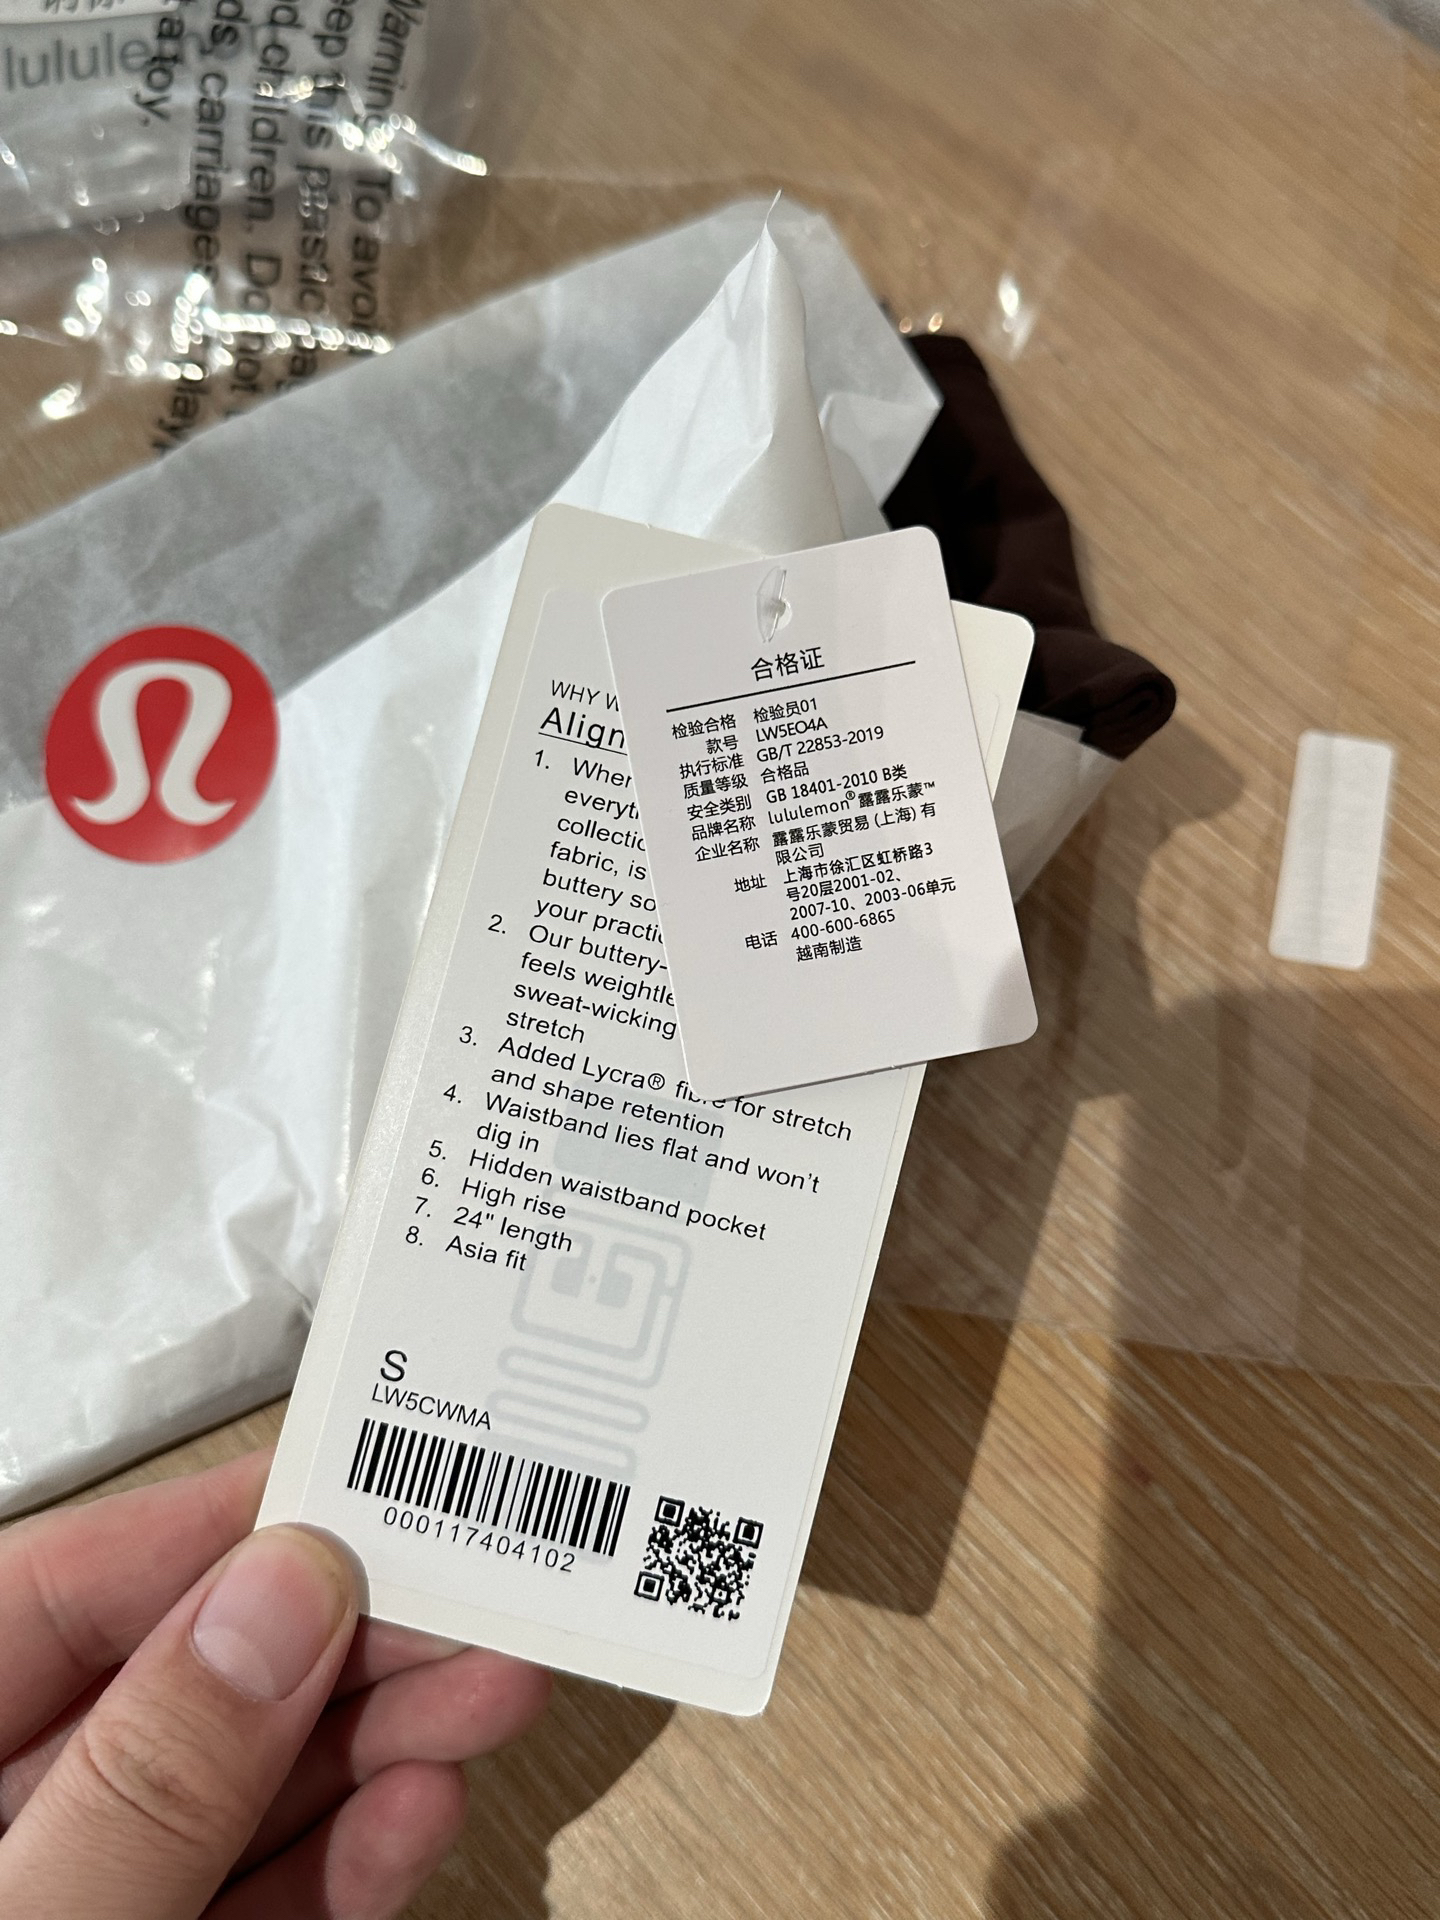 lululemon
Warning: To avoid
children. Do not
carriages
a toy.
WHY W
Align
1. When
everyth
collectio
fabric, is
buttery so
your practic
2. Our buttery-
feels weightle
sweat-wicking
stretch
3. Added Lycra® fibre for stretch
and shape retention
4. Waistband lies flat and won't
dig in
5. Hidden waistband pocket
6. High rise
7. 24" length
8. Asia fit
S
LW5CWMA
000117404102
合格证
检验合格 检验员01
款号 LW5EO4A
执行标准 GB/T 22853-2019
质量等级 合格品
安全类别 GB 18401-2010 B类
品牌名称 lululemon® 露露乐蒙™
企业名称 露露乐蒙贸易 (上海) 有
限公司
地址 上海市徐汇区虹桥路3
号20层2001-02、
2007-10、2003-06单元
电话 400-600-6865
越南制造